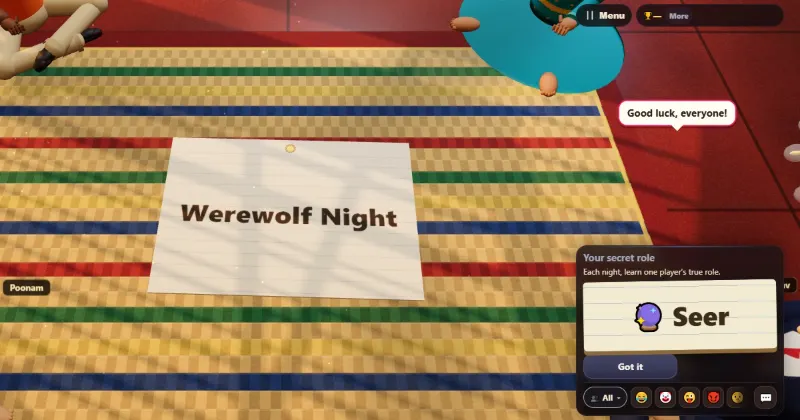 Menu
More
Good luck, everyone!
Werewolf Night
Poonam
Your secret role
Each night, learn one player's true role.
Seer
Got it
All